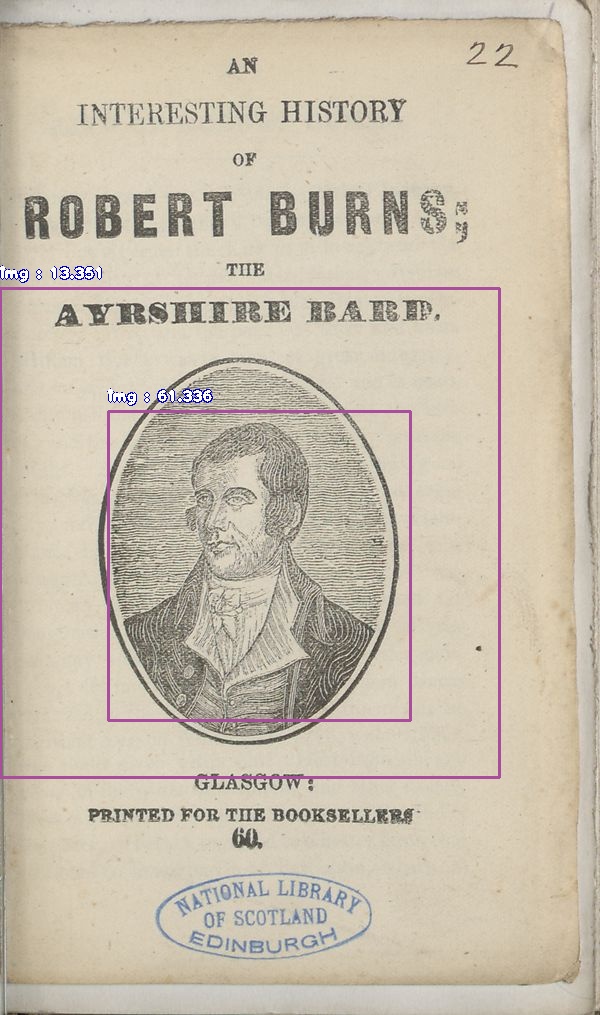 22
AN
INTERESTING HISTORY
OF
ROBERT BURNS;
THE
img : 13.351
AYRSHIRE BARD.
img : 61.336
GLASGOW:
PRINTED FOR THE BOOKSELLERS
60.
NATIONAL LIBRARY
OF SCOTLAND
EDINBURGH